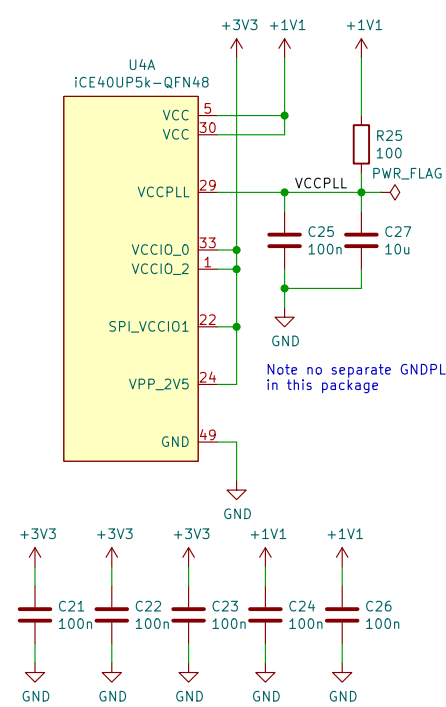 +3V3 +1V1 +1V1
U4A
iCE40UP5k-QFN48
VCC 5
VCC 30
R25
100
PWR_FLAG
VCCPLL 29 VCCPLL
C25
100n
C27
10u
VCCIO_0 33
VCCIO_2 1
SPI_VCCIO1 22
GND
VPP_2V5 24
Note no separate GNDPL
in this package
GND 49
GND
+3V3 +3V3 +3V3 +1V1 +1V1
C21 C22 C23 C24 C26
100n 100n 100n 100n 100n
GND GND GND GND GND